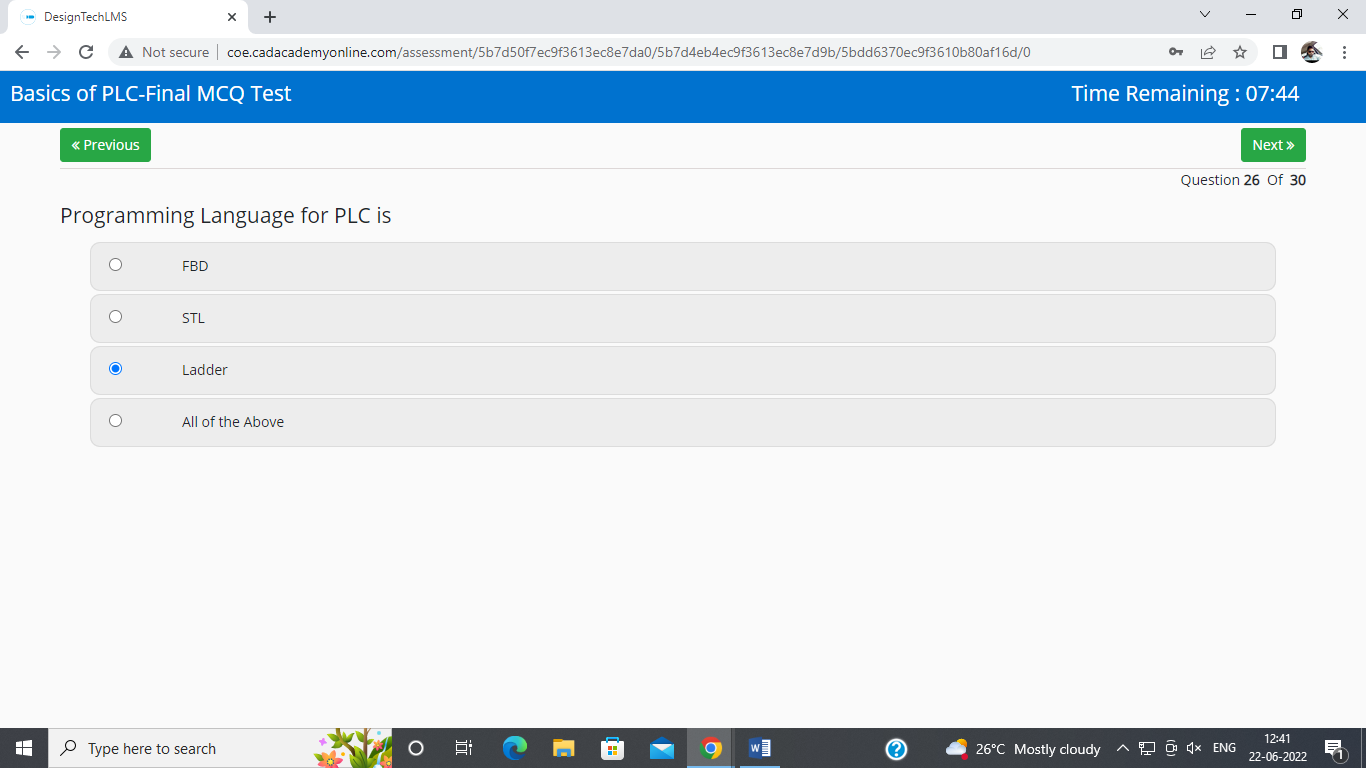 DesignTechLMS
Not secure
coe.cadacademyonline.com/assessment/5b7d50f7ec9f3613ec8e7da0/5b7d4eb4ec9f3613ec8e7d9b/5bdd6370ec9f3610b80af16d/0
Basics of PLC-Final MCQ Test
Time Remaining : 07:44
« Previous
Next »
Question 26 Of 30
Programming Language for PLC is
FBD
STL
Ladder
All of the Above
Type here to search
26°C Mostly cloudy
ENG
12:41
22-06-2022
1